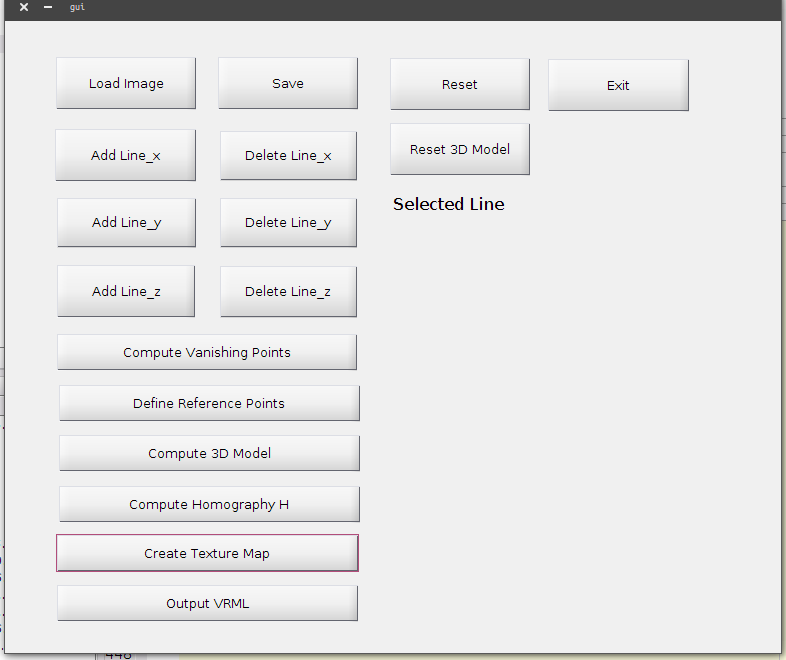 gui
Load Image
Save
Reset
Exit
Add Line_x
Delete Line_x
Reset 3D Model
Selected Line
Add Line_y
Delete Line_y
Add Line_z
Delete Line_z
Compute Vanishing Points
Define Reference Points
Compute 3D Model
Compute Homography H
Create Texture Map
Output VRML
448